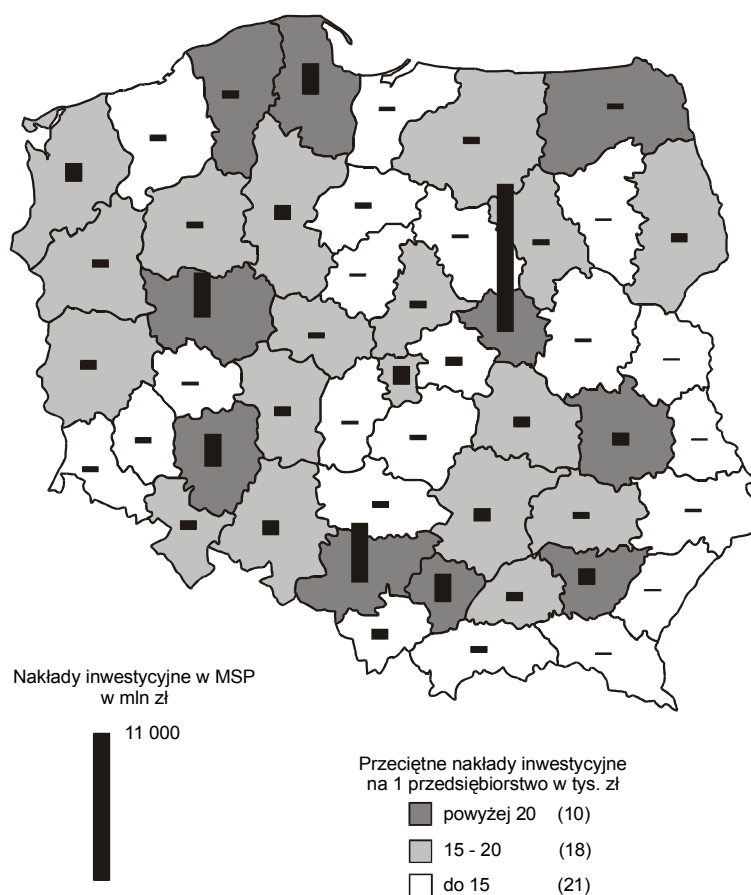 Nakłady inwestycyjne w MSP
w mln zł
11 000
Przeciętne nakłady inwestycyjne
na 1 przedsiębiorstwo w tys. zł
powyżej 20 (10)
15 - 20 (18)
do 15 (21)